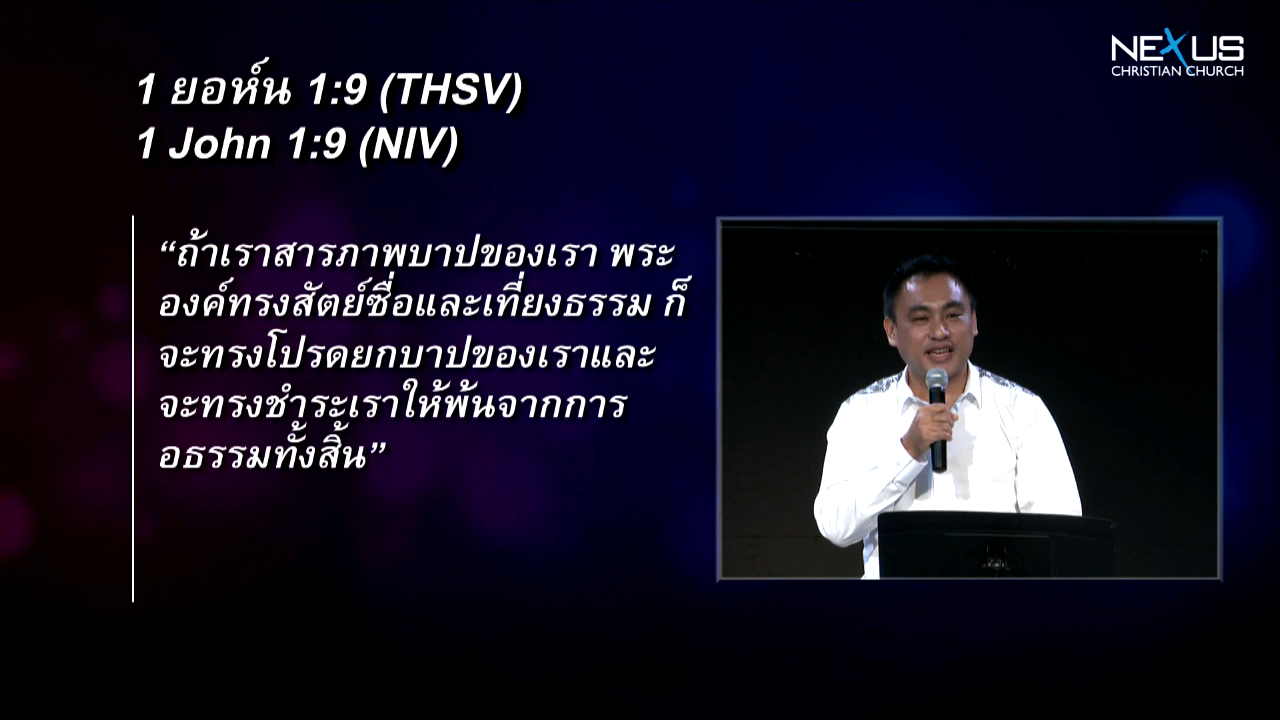 NEXUS
CHRISTIAN CHURCH
1 ยอห์น 1:9 (THSV)
1 John 1:9 (NIV)
“ถ้าเราสารภาพบาปของเรา พระ
องค์ทรงสัตย์ซื่อและเที่ยงธรรม ก็
จะทรงโปรดยกบาปของเราและ
จะทรงชำระเราให้พ้นจากการ
อธรรมทั้งสิ้น”